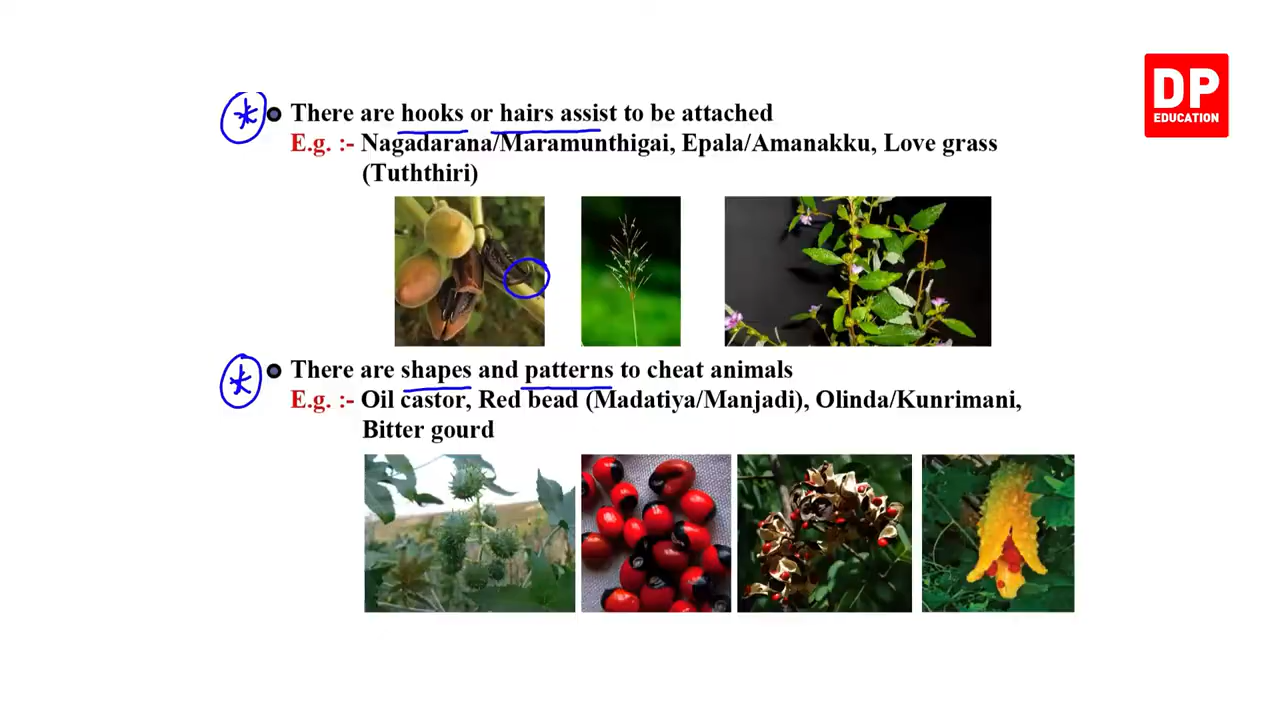 DP
EDUCATION
There are hooks or hairs assist to be attached
E.g. :- Nagadarana/Maramunthigai, Epala/Amanakku, Love grass
(Tuththiri)
There are shapes and patterns to cheat animals
E.g. :- Oil castor, Red bead (Madatiya/Manjadi), Olinda/Kunrimani,
Bitter gourd